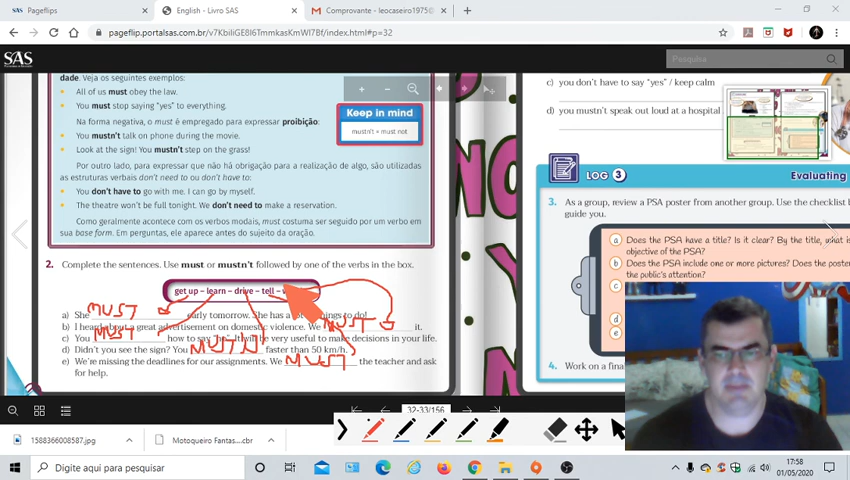 Pageflips
English - Livro SAS
Comprovante - leocaseiro1975@
pageflip.portalsas.com.br/v7KbiliGE8l6TmmkasKmWl7Bf/index.html#p=32
SAS
Pesquisa
dade. Veja os seguintes exemplos:
All of us must obey the law.
You must stop saying "yes" to everything.
Na forma negativa, o must é empregado para expressar proibição:
You mustn't talk on phone during the movie.
Look at the sign! You mustn't step on the grass!
Por outro lado, para expressar que não há obrigação para a realização de algo, são utilizadas
as estruturas verbais don't need to ou don't have to:
You don't have to go with me. I can go by myself.
The theatre won't be full tonight. We don't need to make a reservation.
Como geralmente acontece com os verbos modais, must costuma ser seguido por um verbo em
sua base form. Em perguntas, ele aparece antes do sujeito da oração.
Keep in mind
mustn't = must not
2. Complete the sentences. Use must or mustn't followed by one of the verbs in the box.
get up – learn – drive – tell –
a) She MUST early tomorrow. She has a things to do!
b) I heard about a great advertisement on domestic violence. We MUST it.
c) You MUST how to say It will be very useful to make decisions in your life.
d) Didn't you see the sign? You MUSTN'T faster than 50 km/h.
e) We're missing the deadlines for our assignments. We MUST the teacher and ask
for help.
c) you don't have to say "yes" / keep calm
d) you mustn't speak out loud at a hospital
LOG 3
Evaluating
3. As a group, review a PSA poster from another group. Use the checklist
guide you.
a Does the PSA have a title? Is it clear? By the title, what is
objective of the PSA?
b Does the PSA include one or more pictures? Does the poster
the public's attention?
c
d
e
4. Work on a fina
32-33/156
1588366008587.jpg
Motoqueiro Fantas....cbr
Exibir todos
Digite aqui para pesquisar
17:58
01/05/2020